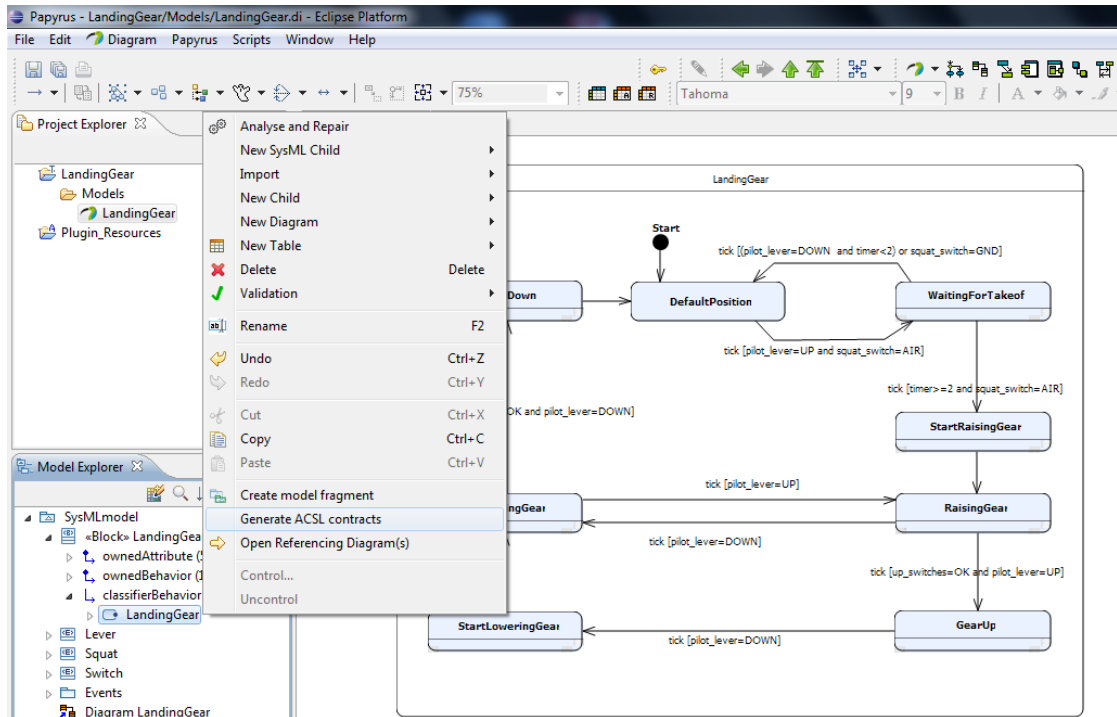 Papyrus - LandingGear/Models/LandingGear.di - Eclipse Platform
File Edit Diagram Papyrus Scripts Window Help
75%
Tahoma
9
B I A
Project Explorer
LandingGear
Models
LandingGear
Plugin_Resources
Analyse and Repair
New SysML Child
Import
New Child
New Diagram
New Table
Delete Delete
Validation
Rename F2
Undo Ctrl+Z
Redo Ctrl+Y
Cut Ctrl+X
Copy Ctrl+C
Paste Ctrl+V
Create model fragment
Generate ACSL contracts
Open Referencing Diagram(s)
Control...
Uncontrol
Model Explorer
SysMLmodel
«Block» LandingGea
ownedAttribute (
ownedBehavior (1
classifierBehavior
LandingGear
Lever
Squat
Switch
Events
Diagram LandingGear
LandingGear
Start
tick [(pilot_lever=DOWN and timer<2) or squat_switch=GND]
Down
DefaultPosition
WaitingForTakeof
tick [pilot_lever=UP and squat_switch=AIR]
tick [timer>=2 and squat_switch=AIR]
OK and pilot_lever=DOWN]
StartRaisingGear
tick [pilot_lever=UP]
ngGear
RaisingGear
tick [pilot_lever=DOWN]
tick [up_switches=OK and pilot_lever=UP]
StartLoweringGear
GearUp
tick [pilot_lever=DOWN]